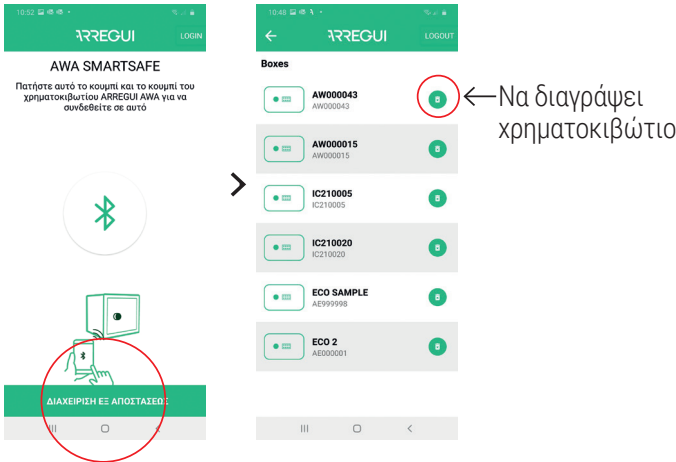 10:52
ARREGUI
LOGIN
AWA SMARTSAFE
Πατήστε αυτό το κουμπί και το κουμπί του
χρηματοκιβωτίου ARREGUI AWA για να
συνδεθείτε σε αυτό
ΔΙΑΧΕΙΡΙΣΗ ΕΞ ΑΠΟΣΤΑΣΕΩΣ
>
10:48
ARREGUI
LOGOUT
Boxes
AW000043
AW000043
AW000015
AW000015
IC210005
IC210005
IC210020
IC210020
ECO SAMPLE
AE999998
ECO 2
AE000001
Να διαγράψει
χρηματοκιβώτιο